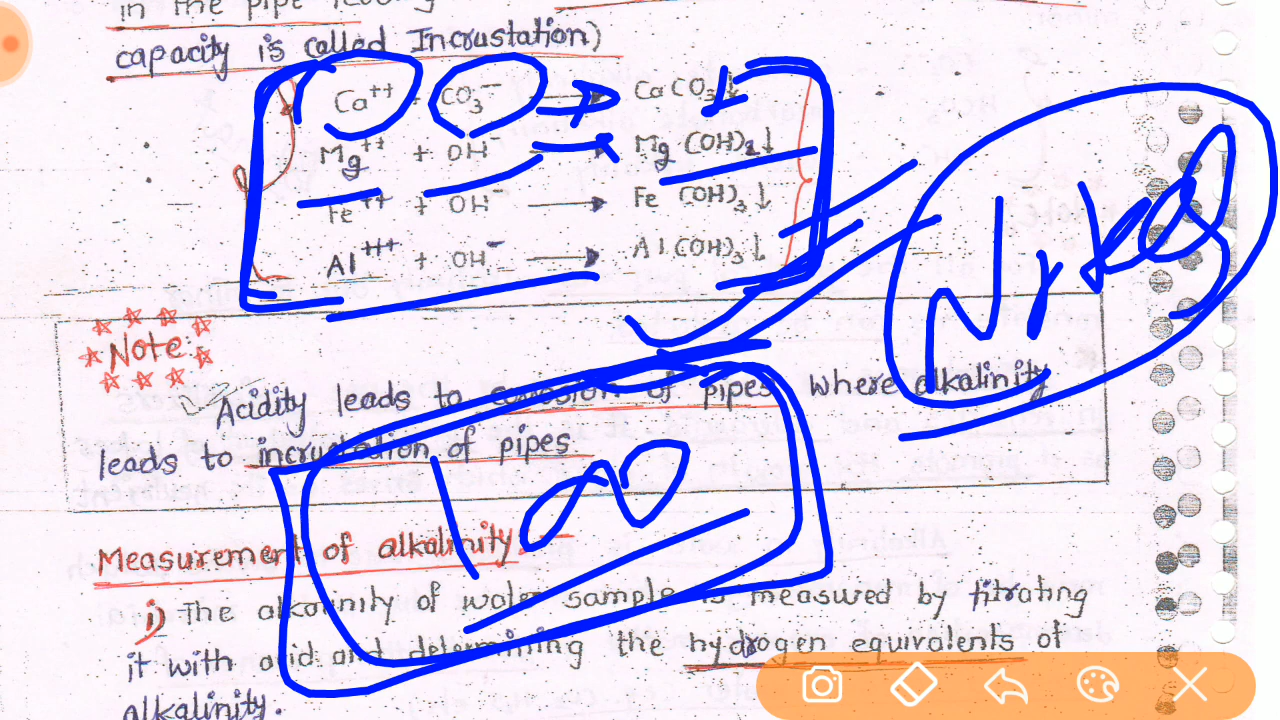 in the pipe
capacity is called Incrustation)
Ca⁺⁺ + CO₃⁻⁻ → CaCO₃↓
Mg⁺⁺ + OH⁻ → Mg (OH)₂↓
Fe⁺⁺ + OH⁻ → Fe (OH)₃↓
Al⁺⁺⁺ + OH⁻ → Al(OH)₃↓
Note:
Acidity leads to corrosion of pipes where alkalinity
leads to incrustation of pipes
Measurement of alkalinity:-
i) The alkalinity of water sample is measured by titrating
it with acid and determining the hydrogen equivalents of
alkalinity.